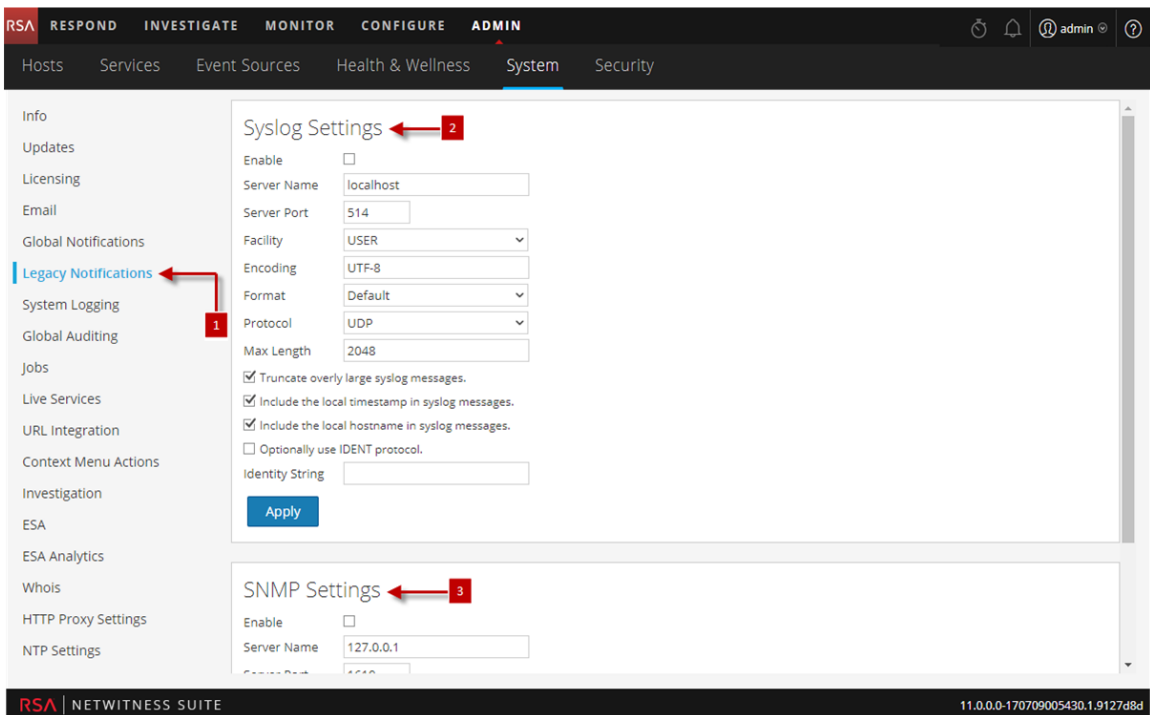 RSA RESPOND INVESTIGATE MONITOR CONFIGURE ADMIN admin ?
Hosts Services Event Sources Health & Wellness System Security
Info
Updates
Licensing
Email
Global Notifications
Legacy Notifications
1
System Logging
Global Auditing
Jobs
Live Services
URL Integration
Context Menu Actions
Investigation
ESA
ESA Analytics
Whois
HTTP Proxy Settings
NTP Settings
Syslog Settings 2
Enable
Server Name localhost
Server Port 514
Facility USER
Encoding UTF-8
Format Default
Protocol UDP
Max Length 2048
Truncate overly large syslog messages.
Include the local timestamp in syslog messages.
Include the local hostname in syslog messages.
Optionally use IDENT protocol.
Identity String
Apply
SNMP Settings 3
Enable
Server Name 127.0.0.1
Server Port
RSA NETWITNESS SUITE 11.0.0.0-170709005430.1.9127d8d